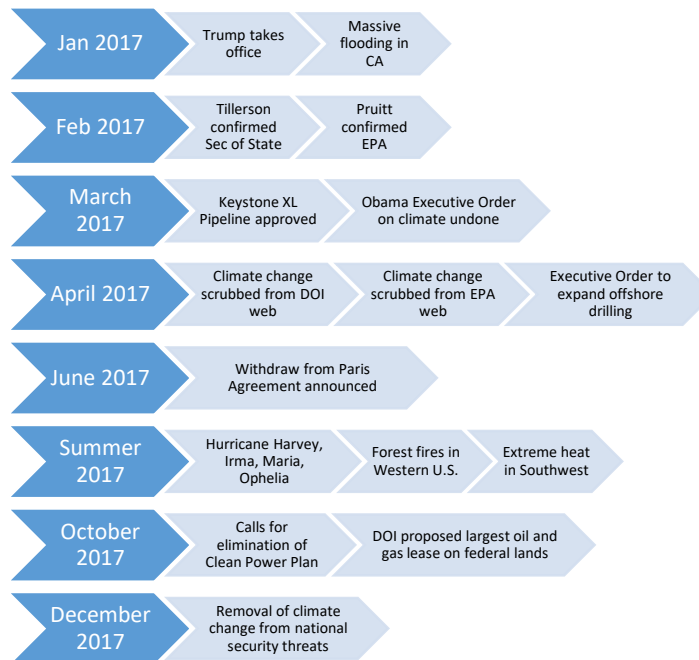 Jan 2017
Trump takes
office
Massive
flooding in
CA
Feb 2017
Tillerson
confirmed
Sec of State
Pruitt
confirmed
EPA
March
2017
Keystone XL
Pipeline approved
Obama Executive Order
on climate undone
April 2017
Climate change
scrubbed from DOI
web
Climate change
scrubbed from EPA
web
Executive Order to
expand offshore
drilling
June 2017
Withdraw from Paris
Agreement announced
Summer
2017
Hurricane Harvey,
Irma, Maria,
Ophelia
Forest fires in
Western U.S.
Extreme heat
in Southwest
October
2017
Calls for
elimination of
Clean Power Plan
DOI proposed largest oil and
gas lease on federal lands
December
2017
Removal of climate
change from national
security threats